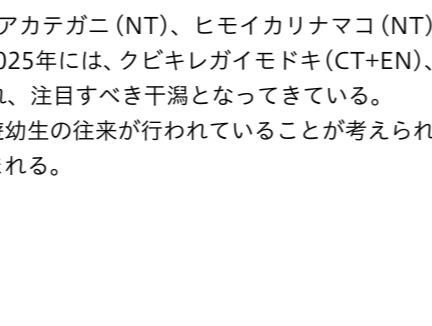 アカテガニ（NT）、ヒモイカリナマコ（NT）
025年には、クビキレガイモドキ（CT+EN）、
れ、注目すべき干潟となってきている。
遊幼生の往来が行われていることが考えられ
まれる。